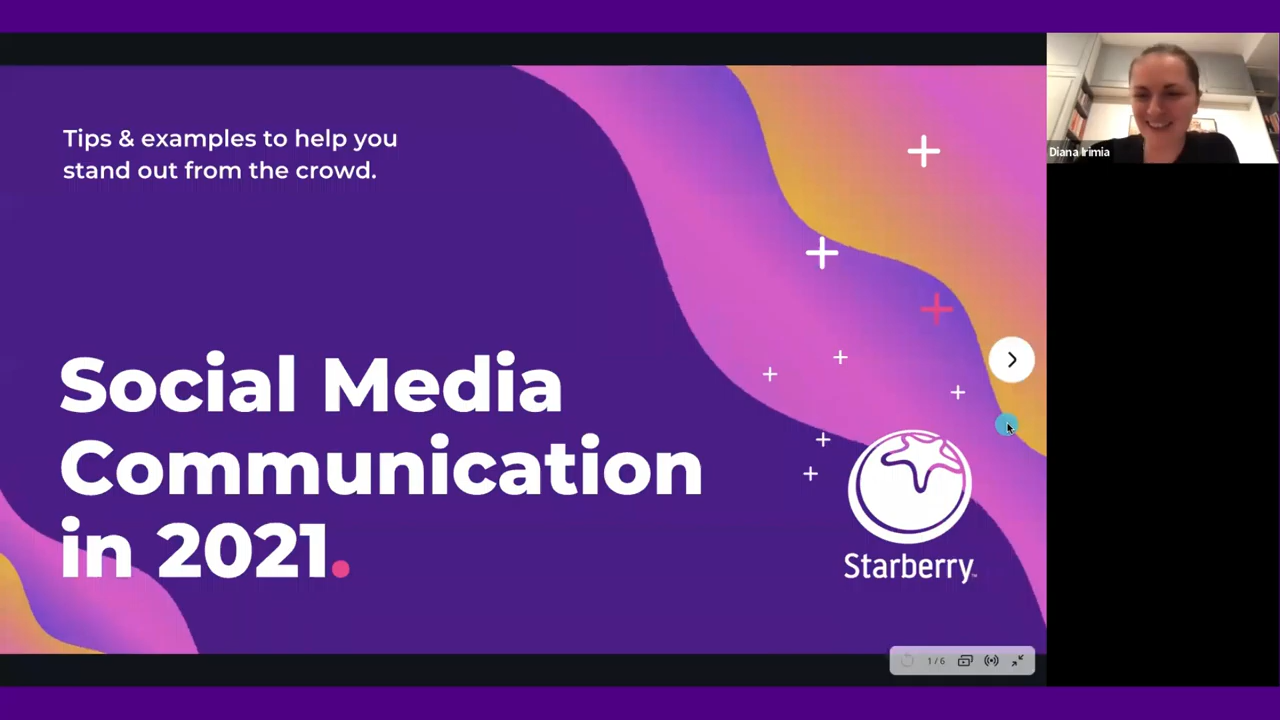 Tips & examples to help you
stand out from the crowd.
Social Media
Communication
in 2021.
Starberry
1/6
Diana Irimia